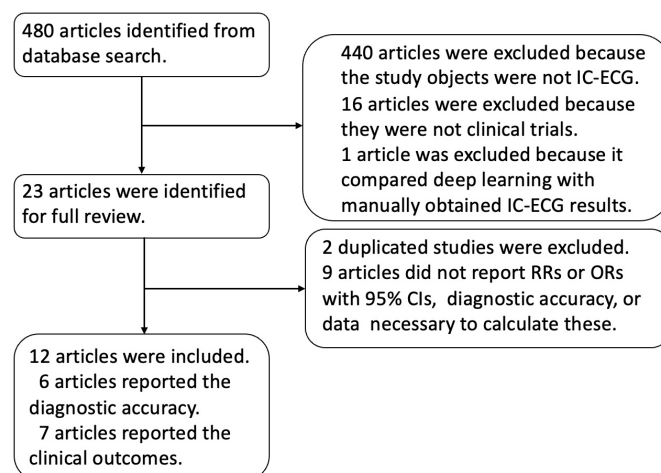 480 articles identified from
database search.
440 articles were excluded because
the study objects were not IC-ECG.
16 articles were excluded because
they were not clinical trials.
1 article was excluded because it
compared deep learning with
manually obtained IC-ECG results.
23 articles were identified
for full review.
2 duplicated studies were excluded.
9 articles did not report RRs or ORs
with 95% CIs, diagnostic accuracy, or
data necessary to calculate these.
12 articles were included.
6 articles reported the
diagnostic accuracy.
7 articles reported the
clinical outcomes.